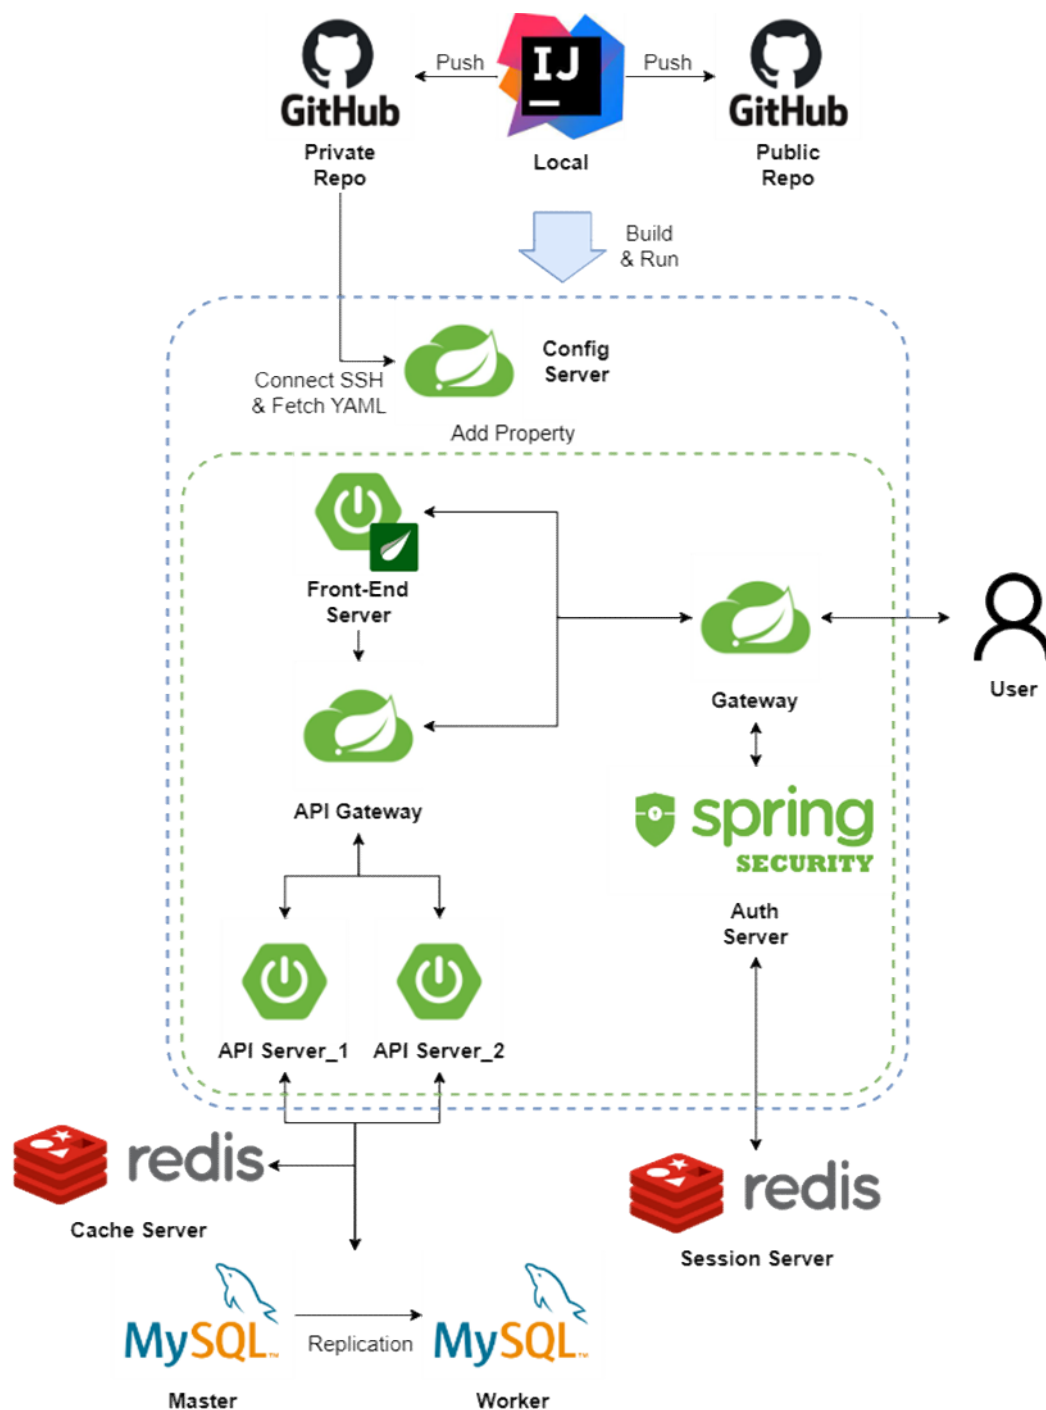 GitHub
Push
IJ
Push
GitHub
Private
Repo
Local
Public
Repo
Build
& Run
Config
Server
Connect SSH
& Fetch YAML
Add Property
Front-End
Server
Gateway
User
API Gateway
spring
SECURITY
Auth
Server
API Server_1
API Server_2
redis
Cache Server
redis
Session Server
MySQL™
Replication
MySQL™
Master
Worker